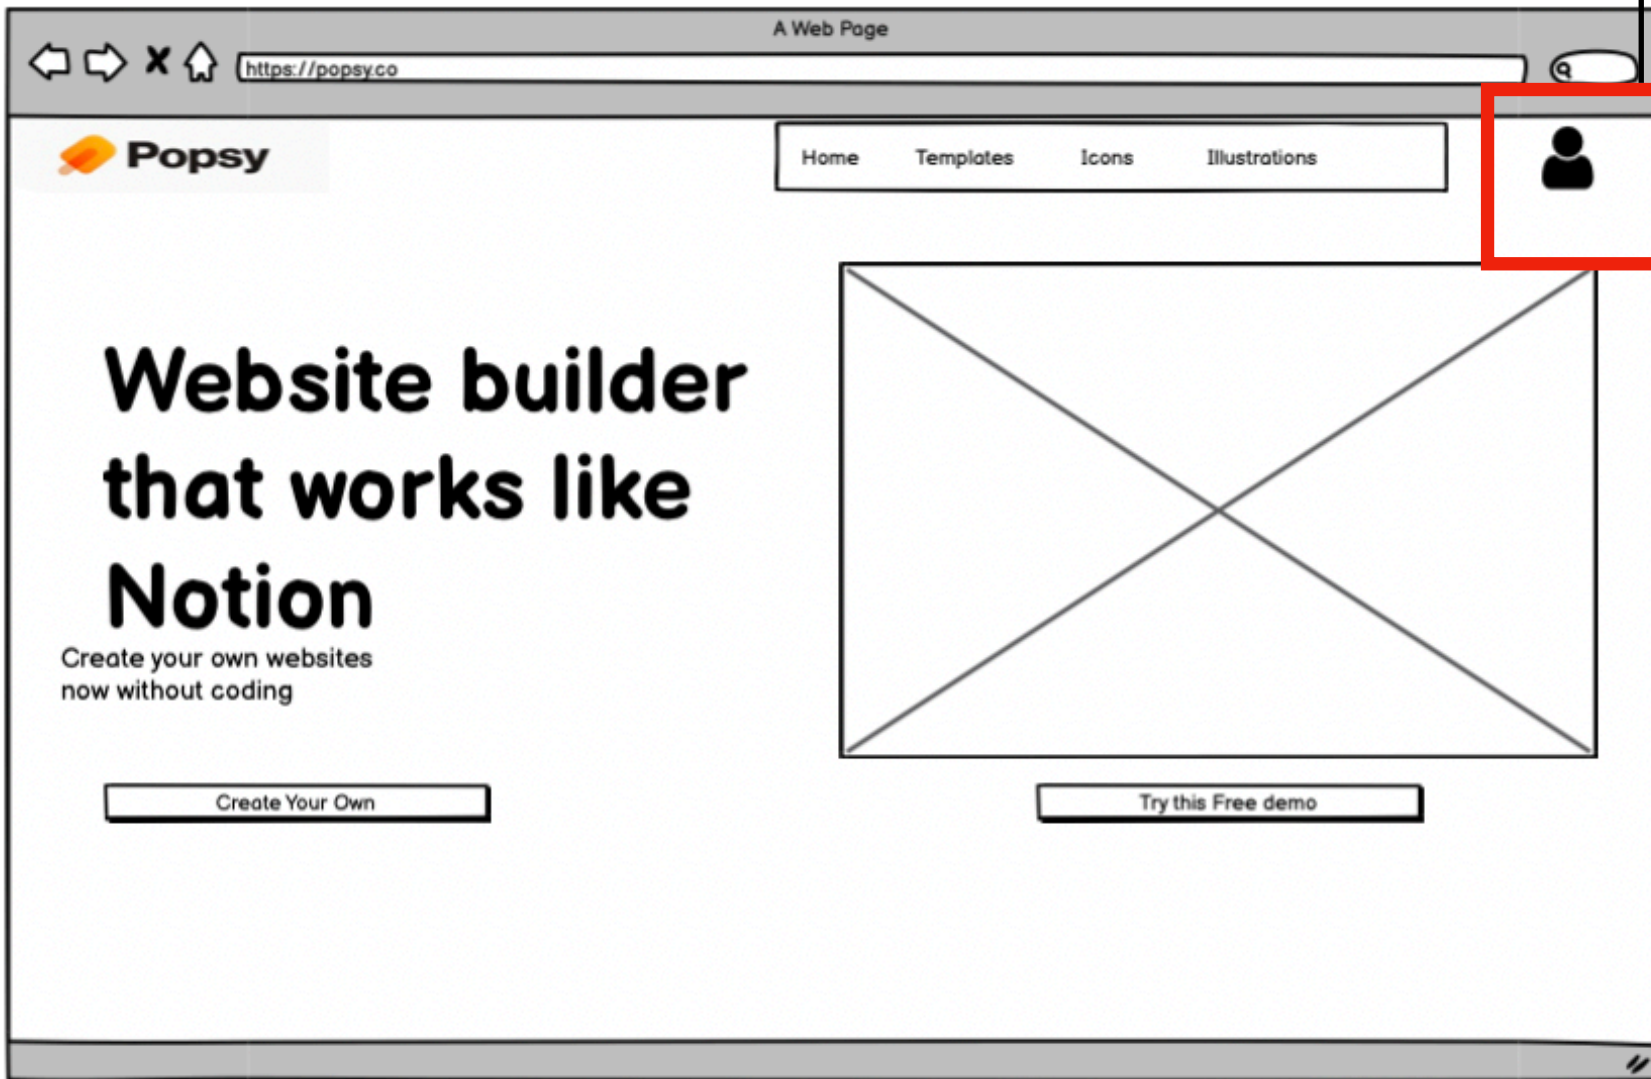 A Web Page
https://popsy.co
Popsy
Home Templates Icons Illustrations
Website builder
that works like
Notion
Create your own websites
now without coding
Create Your Own
Try this Free demo